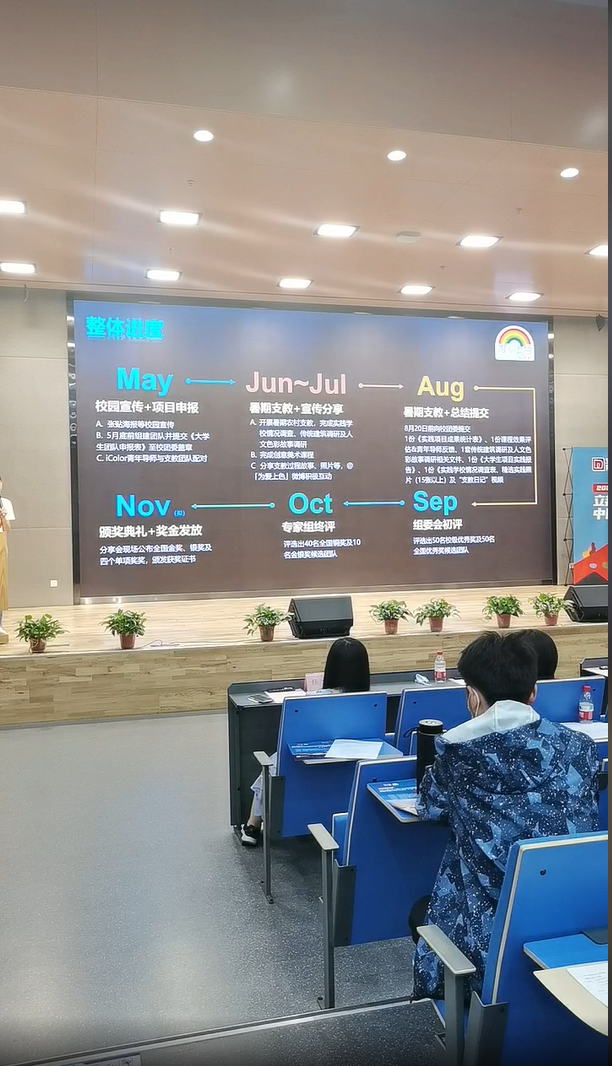 整体进度
May
Jun~Jul
Aug
校园宣传+项目申报
A. 张贴海报等校园宣传
B. 5月底前组建团队并提交《大学
生团队申报表》至校团委盖章
C. iColor青年导师与支教团队配对
暑期支教+宣传分享
A. 开展暑期农村支教，完成实践学
校情况调查、传统建筑调研及人
文色彩故事调研
B. 完成创意美术课程
C 分享支教过程故事、照片等，@
「为爱上色」微博积极互动
暑期支教+总结提交
8月20日前向校团委提交
1份《实践项目成果统计表》、1份课程效果评
估&青年导师反馈、1套传统建筑调研及人文色
彩故事调研相关文件、1份《大学生项目实践报
告》、1份《实践学校情况调查表、精选实践照
片（15张以上）及“支教日记”视频
Nov(拟)
Oct
Sep
颁奖典礼+奖金发放
分享会现场公布全国金奖、银奖及
四个单项奖奖，颁发获奖证书
专家组终评
评选出40名全国铜奖及10
名金银奖候选团队
组委会初评
评选出50名校级优秀奖及50名
全国优秀奖候选团队
立
中